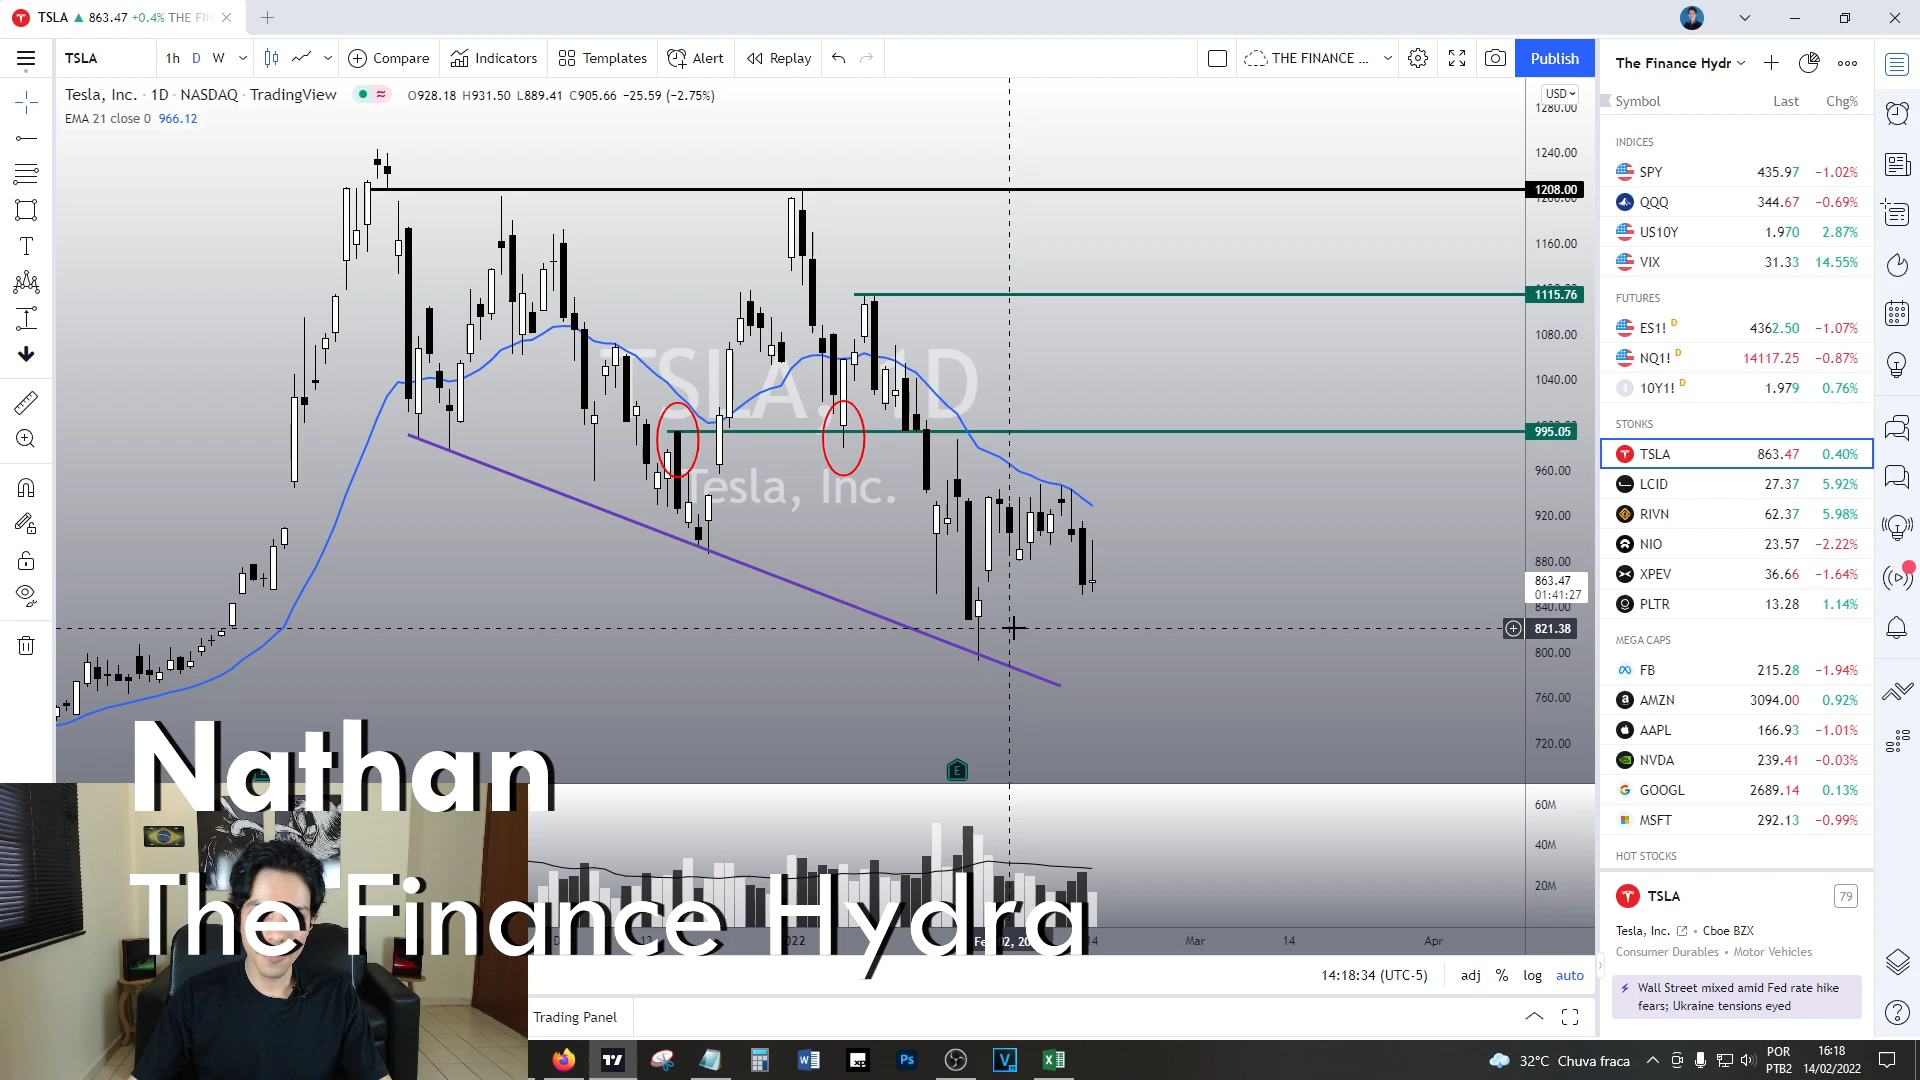 TSLA ▲ 863.47 +0.4% THE FI
TSLA
1h D W
Compare
Indicators
Templates
Alert
Replay
THE FINANCE ...
Publish
Tesla, Inc. · 1D · NASDAQ · TradingView
O928.18 H931.50 L889.41 C905.66 −25.59 (−2.75%)
EMA 21 close 0 966.12
USD
1280.00
1240.00
1208.00
1200.00
1160.00
1115.76
1080.00
1040.00
995.05
960.00
920.00
880.00
863.47
01:41:27
840.00
821.38
800.00
760.00
720.00
60M
40M
20M
TSLA, 1D
Tesla, Inc.
E
Nathan
The Finance Hydra
13
2022
Feb 02, 20
14
Mar
14
Apr
14:18:34 (UTC-5)
adj % log auto
Trading Panel
The Finance Hydr
Symbol Last Chg%
INDICES
SPY 435.97 −1.02%
QQQ 344.67 −0.69%
US10Y 1.970 2.87%
VIX 31.33 14.55%
FUTURES
ES1! D 4362.50 −1.07%
NQ1! D 14117.25 −0.87%
10Y1! D 1.979 0.76%
STONKS
TSLA 863.47 0.40%
LCID 27.37 5.92%
RIVN 62.37 5.98%
NIO 23.57 −2.22%
XPEV 36.66 −1.64%
PLTR 13.28 1.14%
MEGA CAPS
FB 215.28 −1.94%
AMZN 3094.00 0.92%
AAPL 166.93 −1.01%
NVDA 239.41 −0.03%
GOOGL 2689.14 0.13%
MSFT 292.13 −0.99%
HOT STOCKS
TSLA 79
Tesla, Inc. • Cboe BZX
Consumer Durables • Motor Vehicles
Wall Street mixed amid Fed rate hike
fears; Ukraine tensions eyed
32°C Chuva fraca
POR
PTB2
16:18
14/02/2022